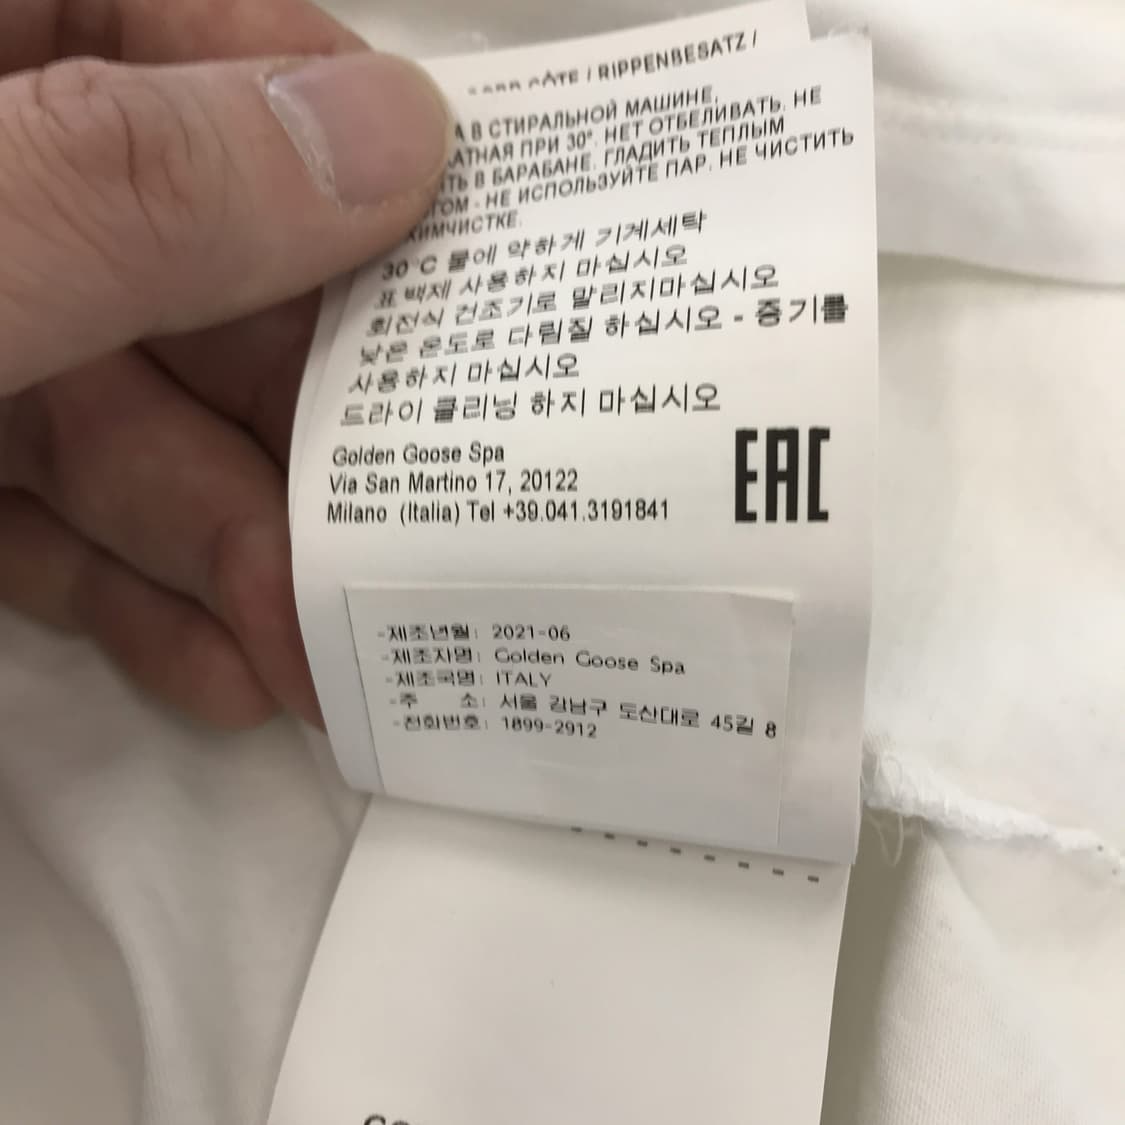 CÔTE / RIPPENBESATZ /
А В СТИРАЛЬНОЙ МАШИНЕ,
АТНАЯ ПРИ 30°. НЕТ ОТБЕЛИВАТЬ. НЕ
ТЬ В БАРАБАНЕ. ГЛАДИТЬ ТЕПЛЫМ
ГОМ - НЕ ИСПОЛЬЗУЙТЕ ПАР. НЕ ЧИСТИТЬ
ХИМЧИСТКЕ.
30°C 물에 약하게 기계세탁
표백제 사용하지 마십시오
회전식 건조기로 말리지마십시오
낮은 온도로 다림질 하십시오 - 증기를
사용하지 마십시오
드라이 클리닝 하지 마십시오
Golden Goose Spa
Via San Martino 17, 20122
Milano (Italia) Tel +39.041.3191841
EAC
-제조년월: 2021-06
-제조자명: Golden Goose Spa
-제조국명: ITALY
-주 소: 서울 강남구 도산대로 45길 8
-전화번호: 1899-2912